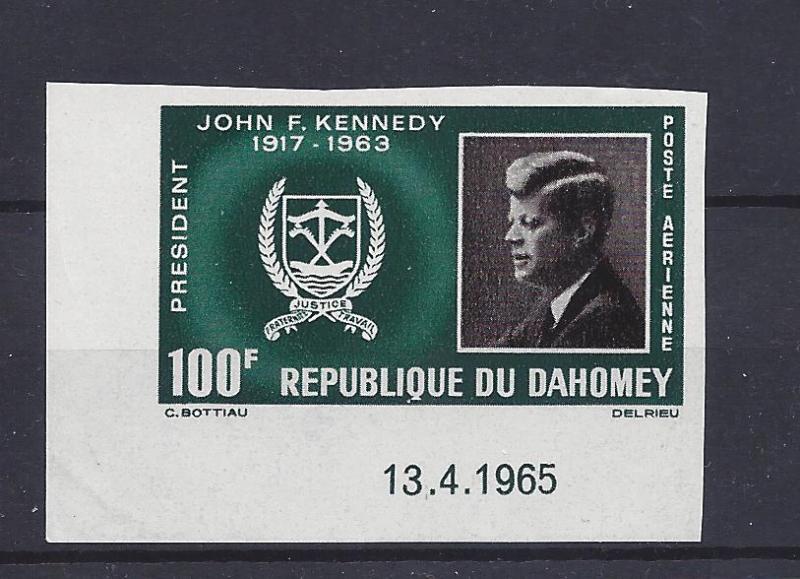 JOHN F. KENNEDY
1917 - 1963
PRESIDENT
POSTE AERIENNE
JUSTICE
FRATERNITE TRAVAIL
100F REPUBLIQUE DU DAHOMEY
C. BOTTIAU
DELRIEU
13.4.1965